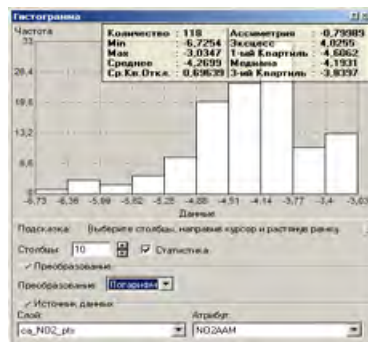 Гистограмма
Частота
33
26,4
19,8
13,2
6,6
0
Количество : 118 Ассиметрия : -0,79989
Min : -6,7254 Эксцесс : 4,0255
Max : -3,0347 1-ый Квартиль : -4,6062
Среднее : -4,2699 Медиана : -4,1931
Ср.Кв.Откл. : 0,69639 3-ий Квартиль : -3,8397
-6,73 -6,36 -5,99 -5,62 -5,25 -4,88 -4,51 -4,14 -3,77 -3,4 -3,03
Данные
Подсказка: Выберите столбцы, направив курсор и растянув рамку.
Столбцы: 10 Статистика
Преобразование
Преобразование: Логарифм
Источник данных
Слой: Атрибут:
ca_NO2_pts NO2AAM